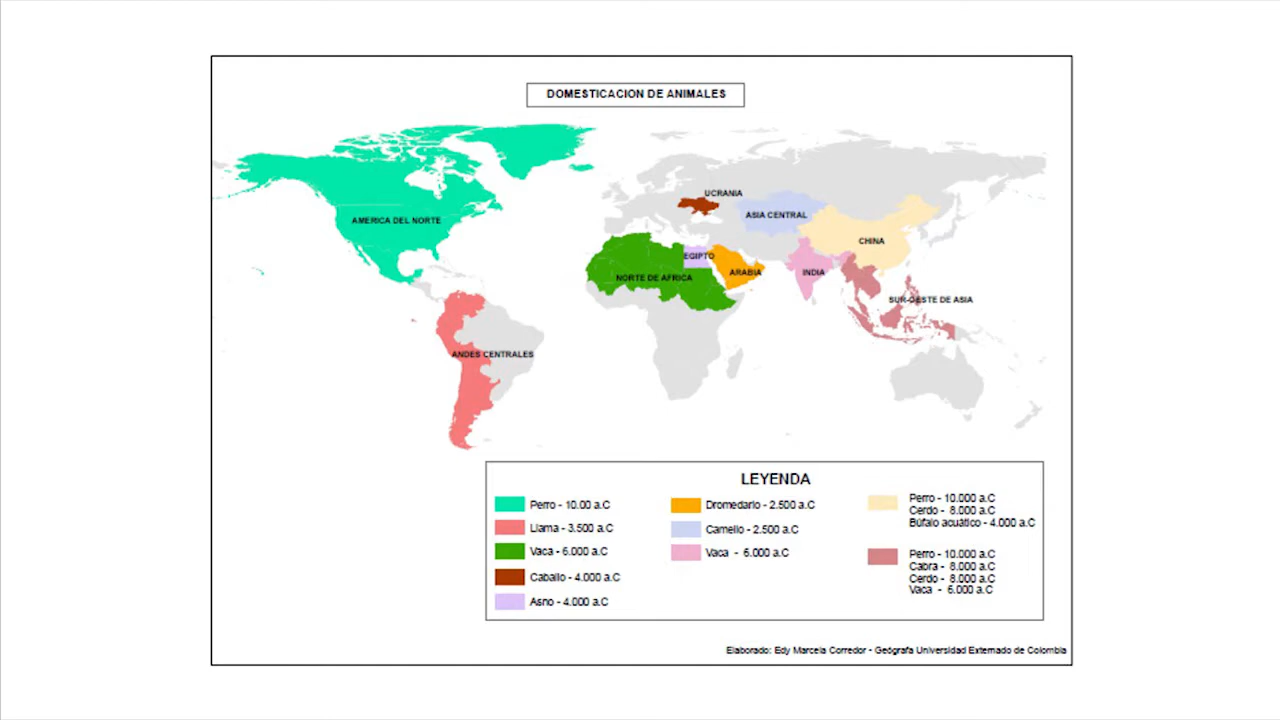 DOMESTICACION DE ANIMALES
UCRANIA
AMERICA DEL NORTE
ASIA CENTRAL
CHINA
EGIPTO
NORTE DE AFRICA
ARABIA
INDIA
SUR-OESTE DE ASIA
ANDES CENTRALES
LEYENDA
Perro - 10.00 a.C
Llama - 3.500 a.C
Vaca - 6.000 a.C
Caballo - 4.000 a.C
Asno - 4.000 a.C
Dromedario - 2.500 a.C
Camello - 2.500 a.C
Vaca - 6.000 a.C
Perro - 10.000 a.C
Cerdo - 8.000 a.C
Búfalo acuático - 4.000 a.C
Perro - 10.000 a.C
Cabra - 8.000 a.C
Cerdo - 8.000 a.C
Vaca - 6.000 a.C
Elaborado: Edy Marcela Corredor - Geógrafa Universidad Externado de Colombia